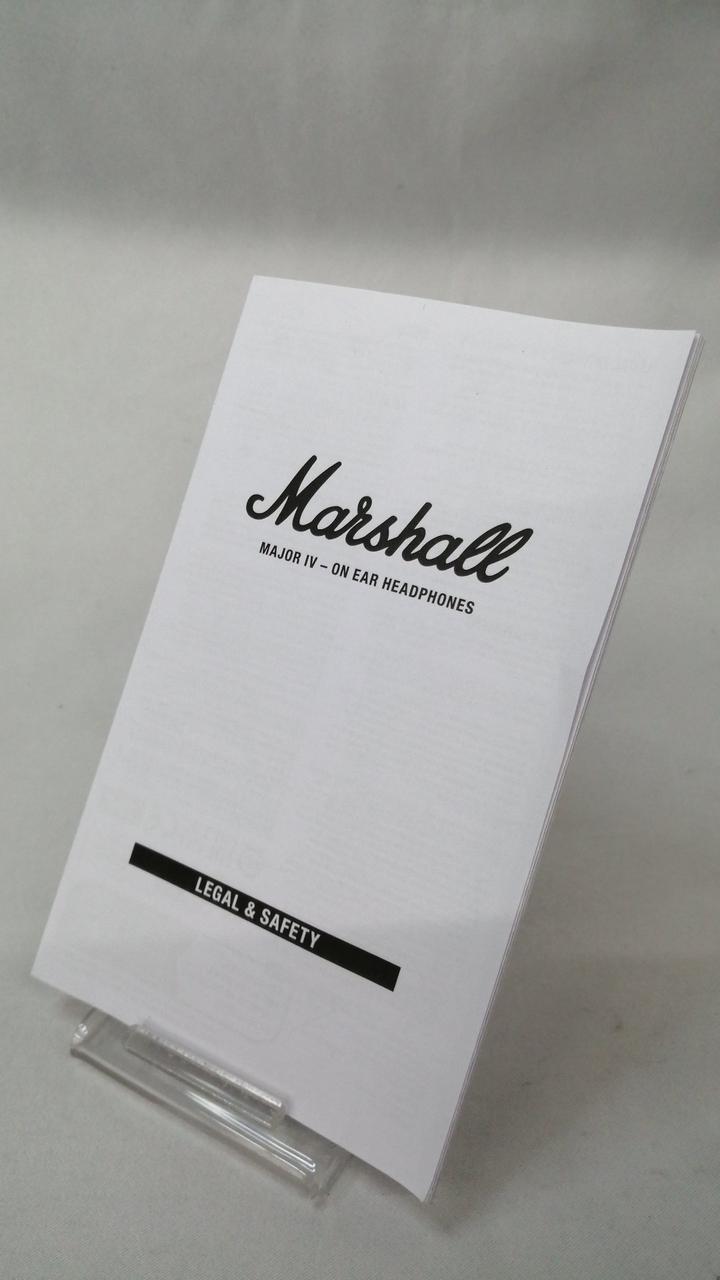 Marshall
MAJOR IV – ON EAR HEADPHONES
LEGAL & SAFETY